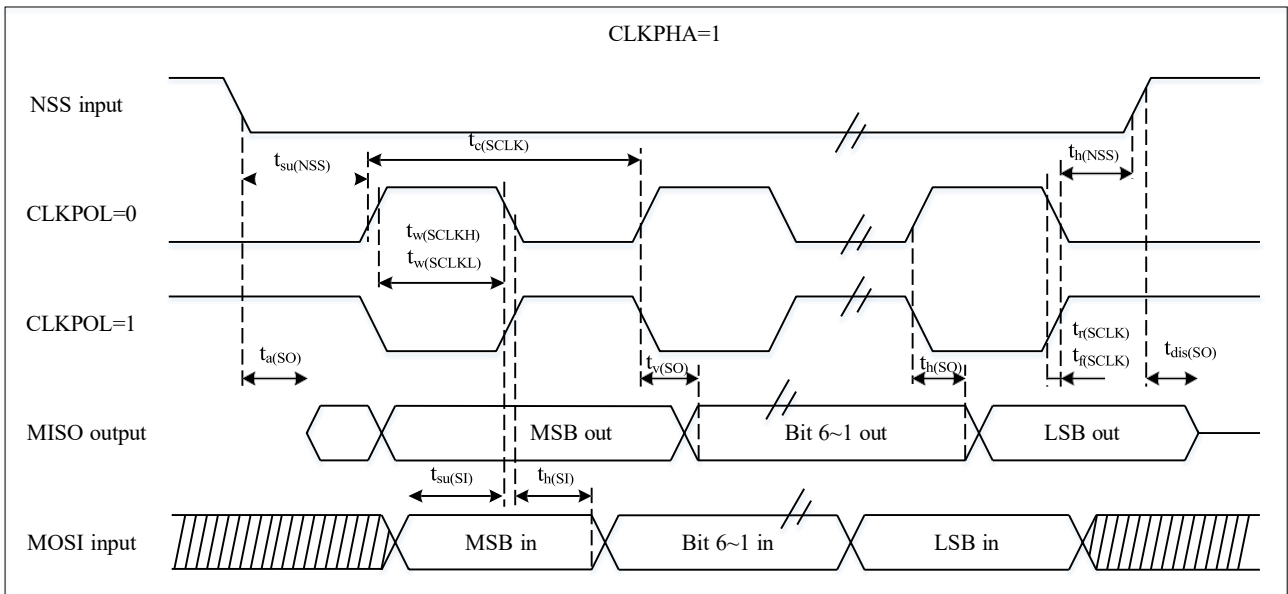 CLKPHA=1
NSS input
tsu(NSS)
tc(SCLK)
th(NSS)
CLKPOL=0
tw(SCLKH)
tw(SCLKL)
CLKPOL=1
ta(SO)
tv(SO)
th(SO)
tr(SCLK)
tf(SCLK)
tdis(SO)
MISO output
MSB out
Bit 6~1 out
LSB out
tsu(SI)
th(SI)
MOSI input
MSB in
Bit 6~1 in
LSB in